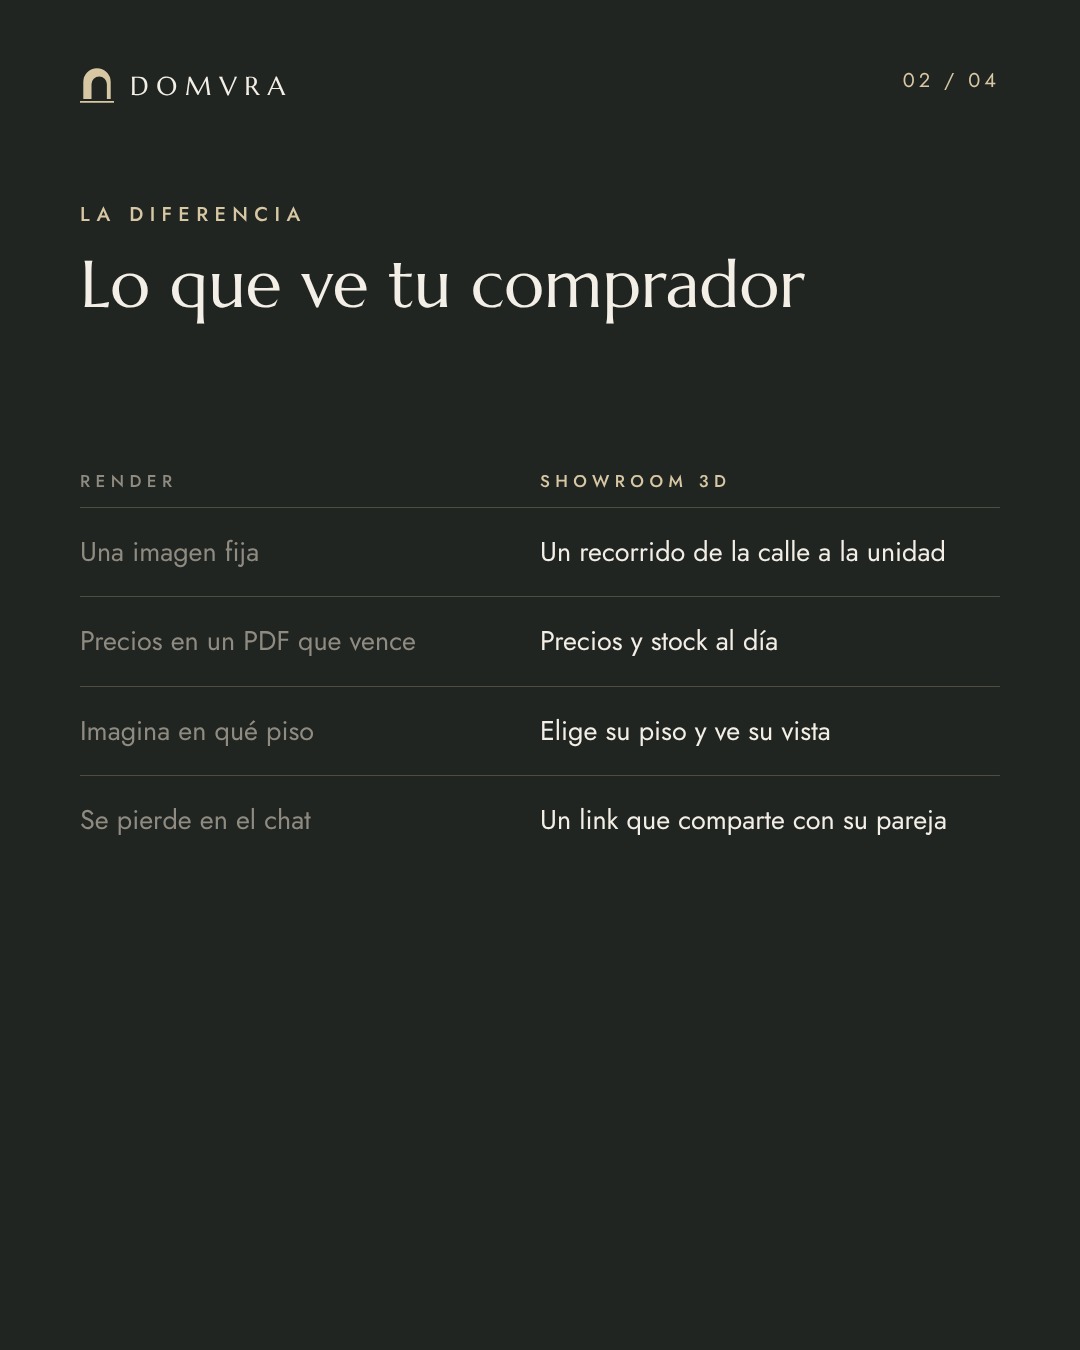 DOMVRA
02 / 04
LA DIFERENCIA
Lo que ve tu comprador
RENDER
SHOWROOM 3D
Una imagen fija
Un recorrido de la calle a la unidad
Precios en un PDF que vence
Precios y stock al día
Imagina en qué piso
Elige su piso y ve su vista
Se pierde en el chat
Un link que comparte con su pareja